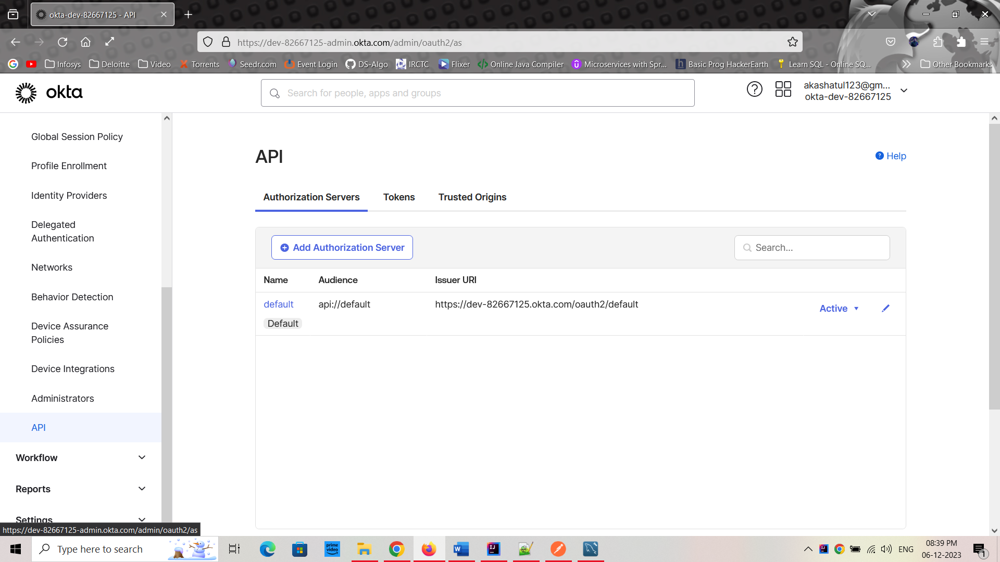 okta-dev-82667125 - API
https://dev-82667125-admin.okta.com/admin/oauth2/as
Infosys
Deloitte
Video
Torrents
Seedr.com
Event Login
DS-Algo
IRCTC
Flixer
Online Java Compiler
Microservices with Spr...
Basic Prog HackerEarth
Learn SQL - Online SQ...
Other Bookmarks
okta
Search for people, apps and groups
akashatul123@gm...
okta-dev-82667125
Global Session Policy
Profile Enrollment
Identity Providers
Delegated
Authentication
Networks
Behavior Detection
Device Assurance
Policies
Device Integrations
Administrators
API
Workflow
Reports
Settings
https://dev-82667125-admin.okta.com/admin/oauth2/as
API
Help
Authorization Servers
Tokens
Trusted Origins
Add Authorization Server
Search...
Name Audience Issuer URI
default api://default https://dev-82667125.okta.com/oauth2/default Active
Default
Type here to search
prime video
ENG
08:39 PM
06-12-2023
1